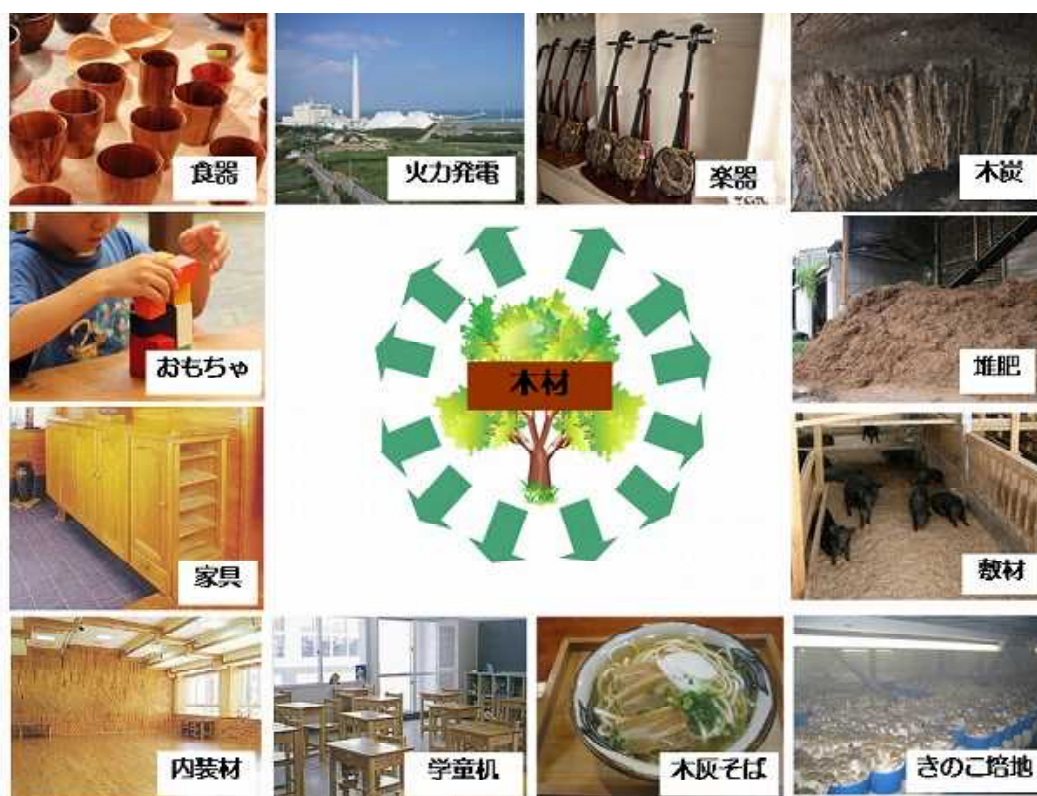 食器
火力発電
楽器
木炭
おもちゃ
木材
堆肥
家具
敷材
内装材
学童机
木灰そば
きのこ培地